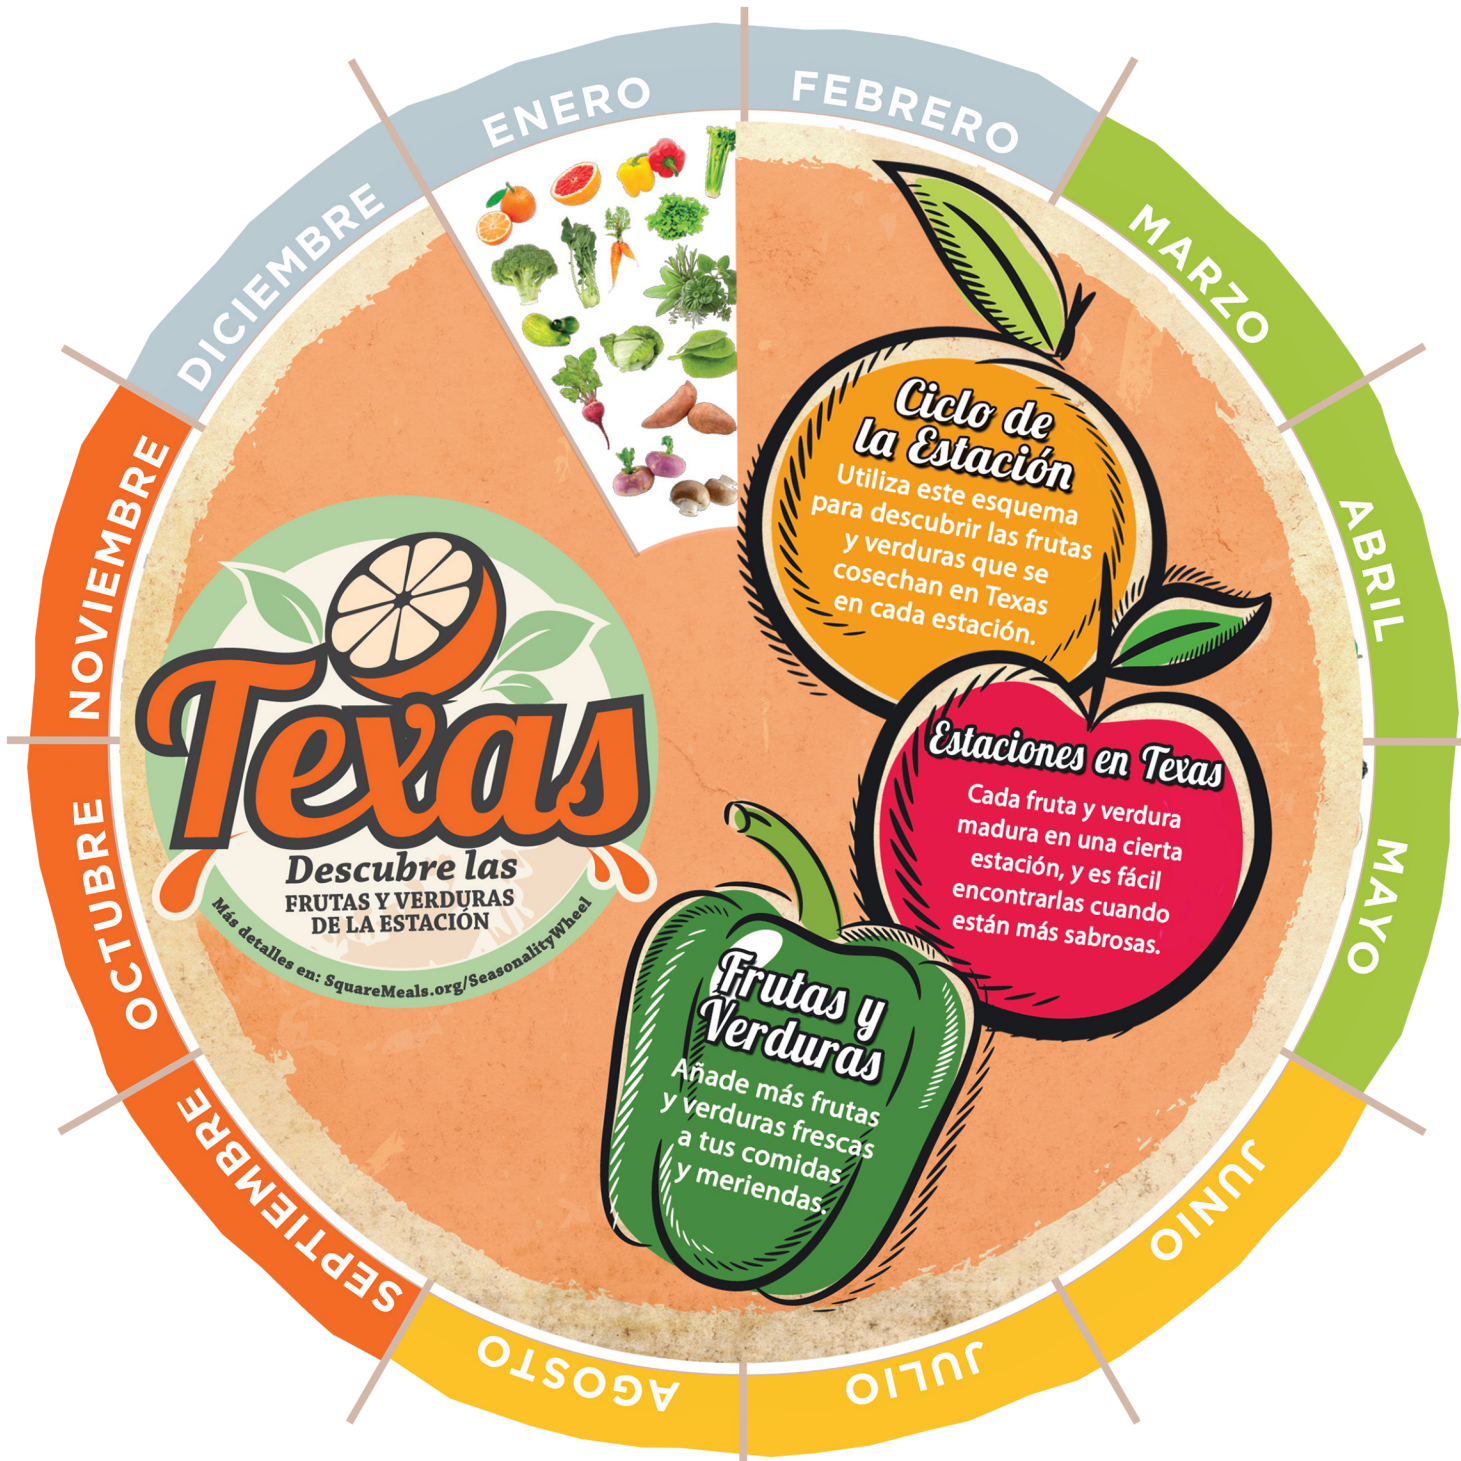 ENERO
FEBRERO
MARZO
ABRIL
MAYO
JUNIO
JULIO
AGOSTO
SEPTIEMBRE
OCTUBRE
NOVIEMBRE
DICIEMBRE
Ciclo de
la Estación
Utiliza este esquema
para descubrir las frutas
y verduras que se
cosechan en Texas
en cada estación.
Estaciones en Texas
Cada fruta y verdura
madura en una cierta
estación, y es fácil
encontrarlas cuando
están más sabrosas.
Frutas y
Verduras
Añade más frutas
y verduras frescas
a tus comidas
y meriendas.
Texas
Descubre las
FRUTAS Y VERDURAS
DE LA ESTACIÓN
Más detalles en: SquareMeals.org/SeasonalityWheel